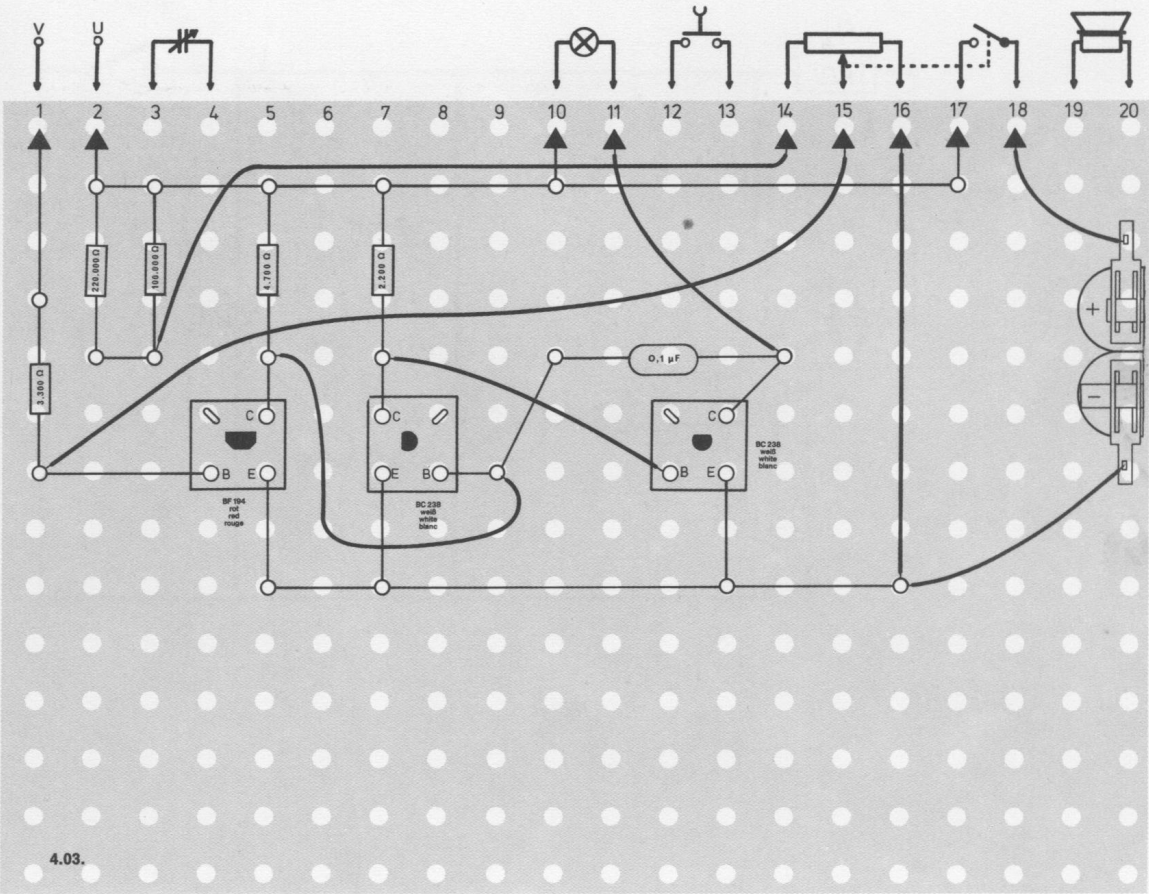 V U
1 2 3 4 5 6 7 8 9 10 11 12 13 14 15 16 17 18 19 20
220.000 Ω
100.000 Ω
4.700 Ω
2.200 Ω
+
0,1 µF
3.300 Ω
−
C
C
C
B E
E B
B E
BC 238
weiß
white
blanc
BF 194
rot
red
rouge
BC 238
weiß
white
blanc
4.03.